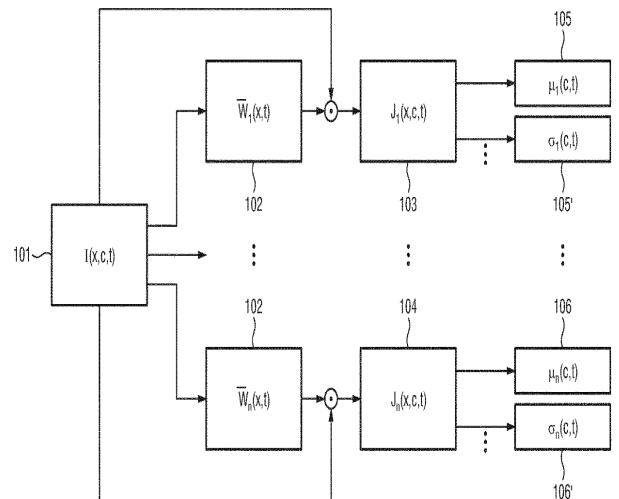 105
W̅₁(x,t)
J₁(x,c,t)
μ₁(c,t)
σ₁(c,t)
102
103
105'
101
I(x,c,t)
102
104
106
W̅ₙ(x,t)
Jₙ(x,c,t)
μₙ(c,t)
σₙ(c,t)
106'